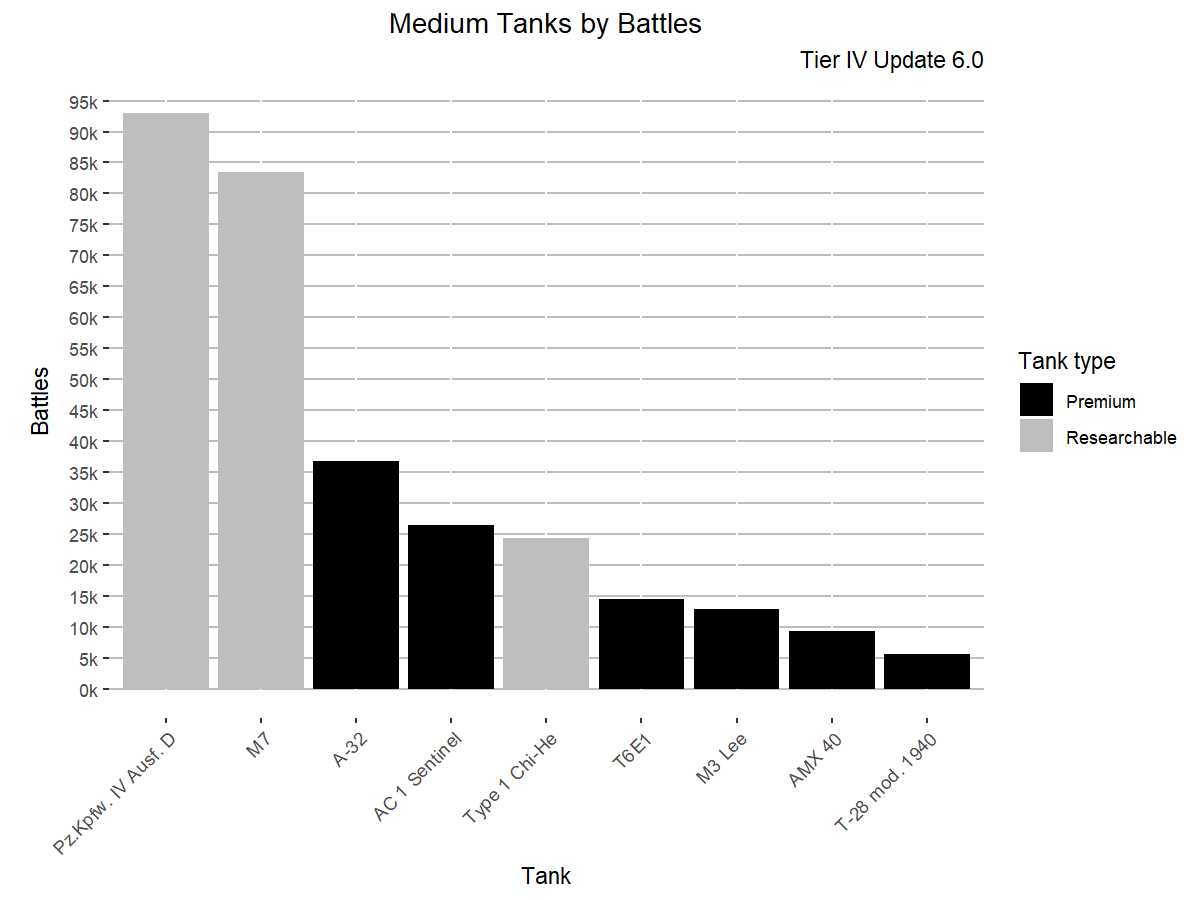 Medium Tanks by Battles
Tier IV Update 6.0
95k
90k
85k
80k
75k
70k
65k
60k
55k
50k
45k
40k
35k
30k
25k
20k
15k
10k
5k
0k
Battles
Pz.Kpfw. IV Ausf. D
M7
A-32
AC 1 Sentinel
Type 1 Chi-He
T6E1
M3 Lee
AMX 40
T-28 mod. 1940
Tank
Tank type
Premium
Researchable